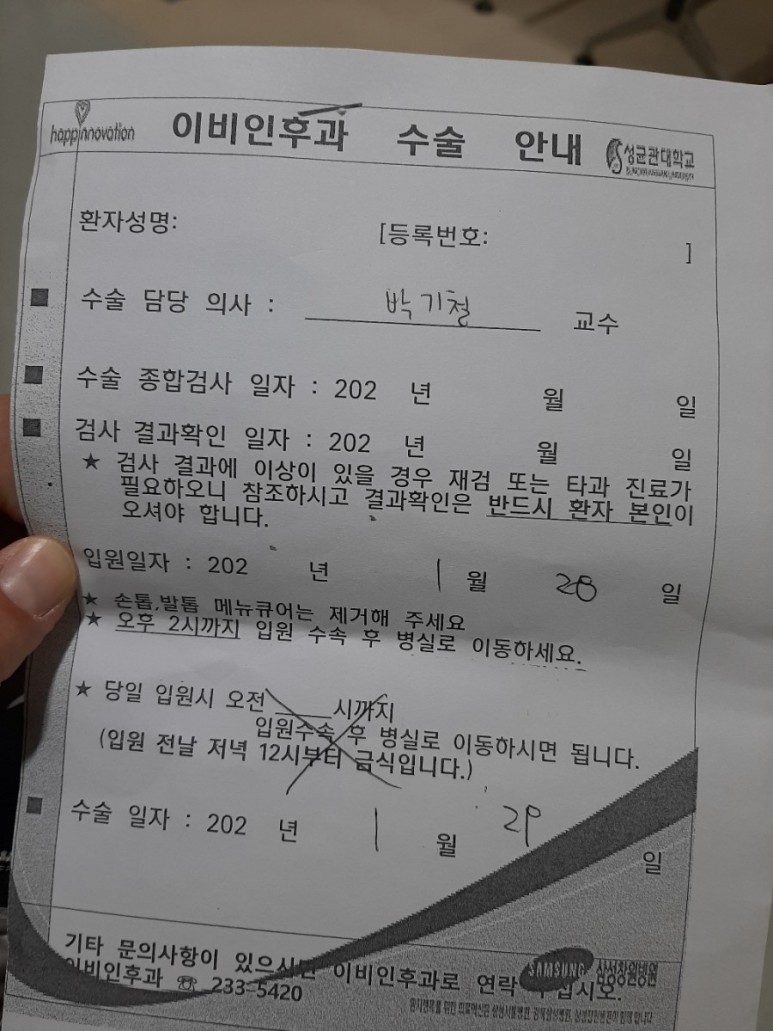 happinnovation
이비인후과 수술 안내
성균관대학교
환자성명: [등록번호: ]
■ 수술 담당 의사 : 박기철 교수
■ 수술 종합검사 일자 : 202 년 월 일
■ 검사 결과확인 일자 : 202 년 월 일
★ 검사 결과에 이상이 있을 경우 재검 또는 타과 진료가
필요하오니 참조하시고 결과확인은 반드시 환자 본인이
오셔야 합니다.
입원일자 : 202 년 1 월 28 일
★ 손톱,발톱 메뉴큐어는 제거해 주세요
★ 오후 2시까지 입원 수속 후 병실로 이동하세요.
★ 당일 입원시 오전 ___시까지
입원수속 후 병실로 이동하시면 됩니다.
(입원 전날 저녁 12시부터 금식입니다.)
■ 수술 일자 : 202 년 1 월 29 일
기타 문의사항이 있으시면 이비인후과로 연락 주십시오.
이비인후과 ☏ 233-5420
SAMSUNG 삼성창원병원